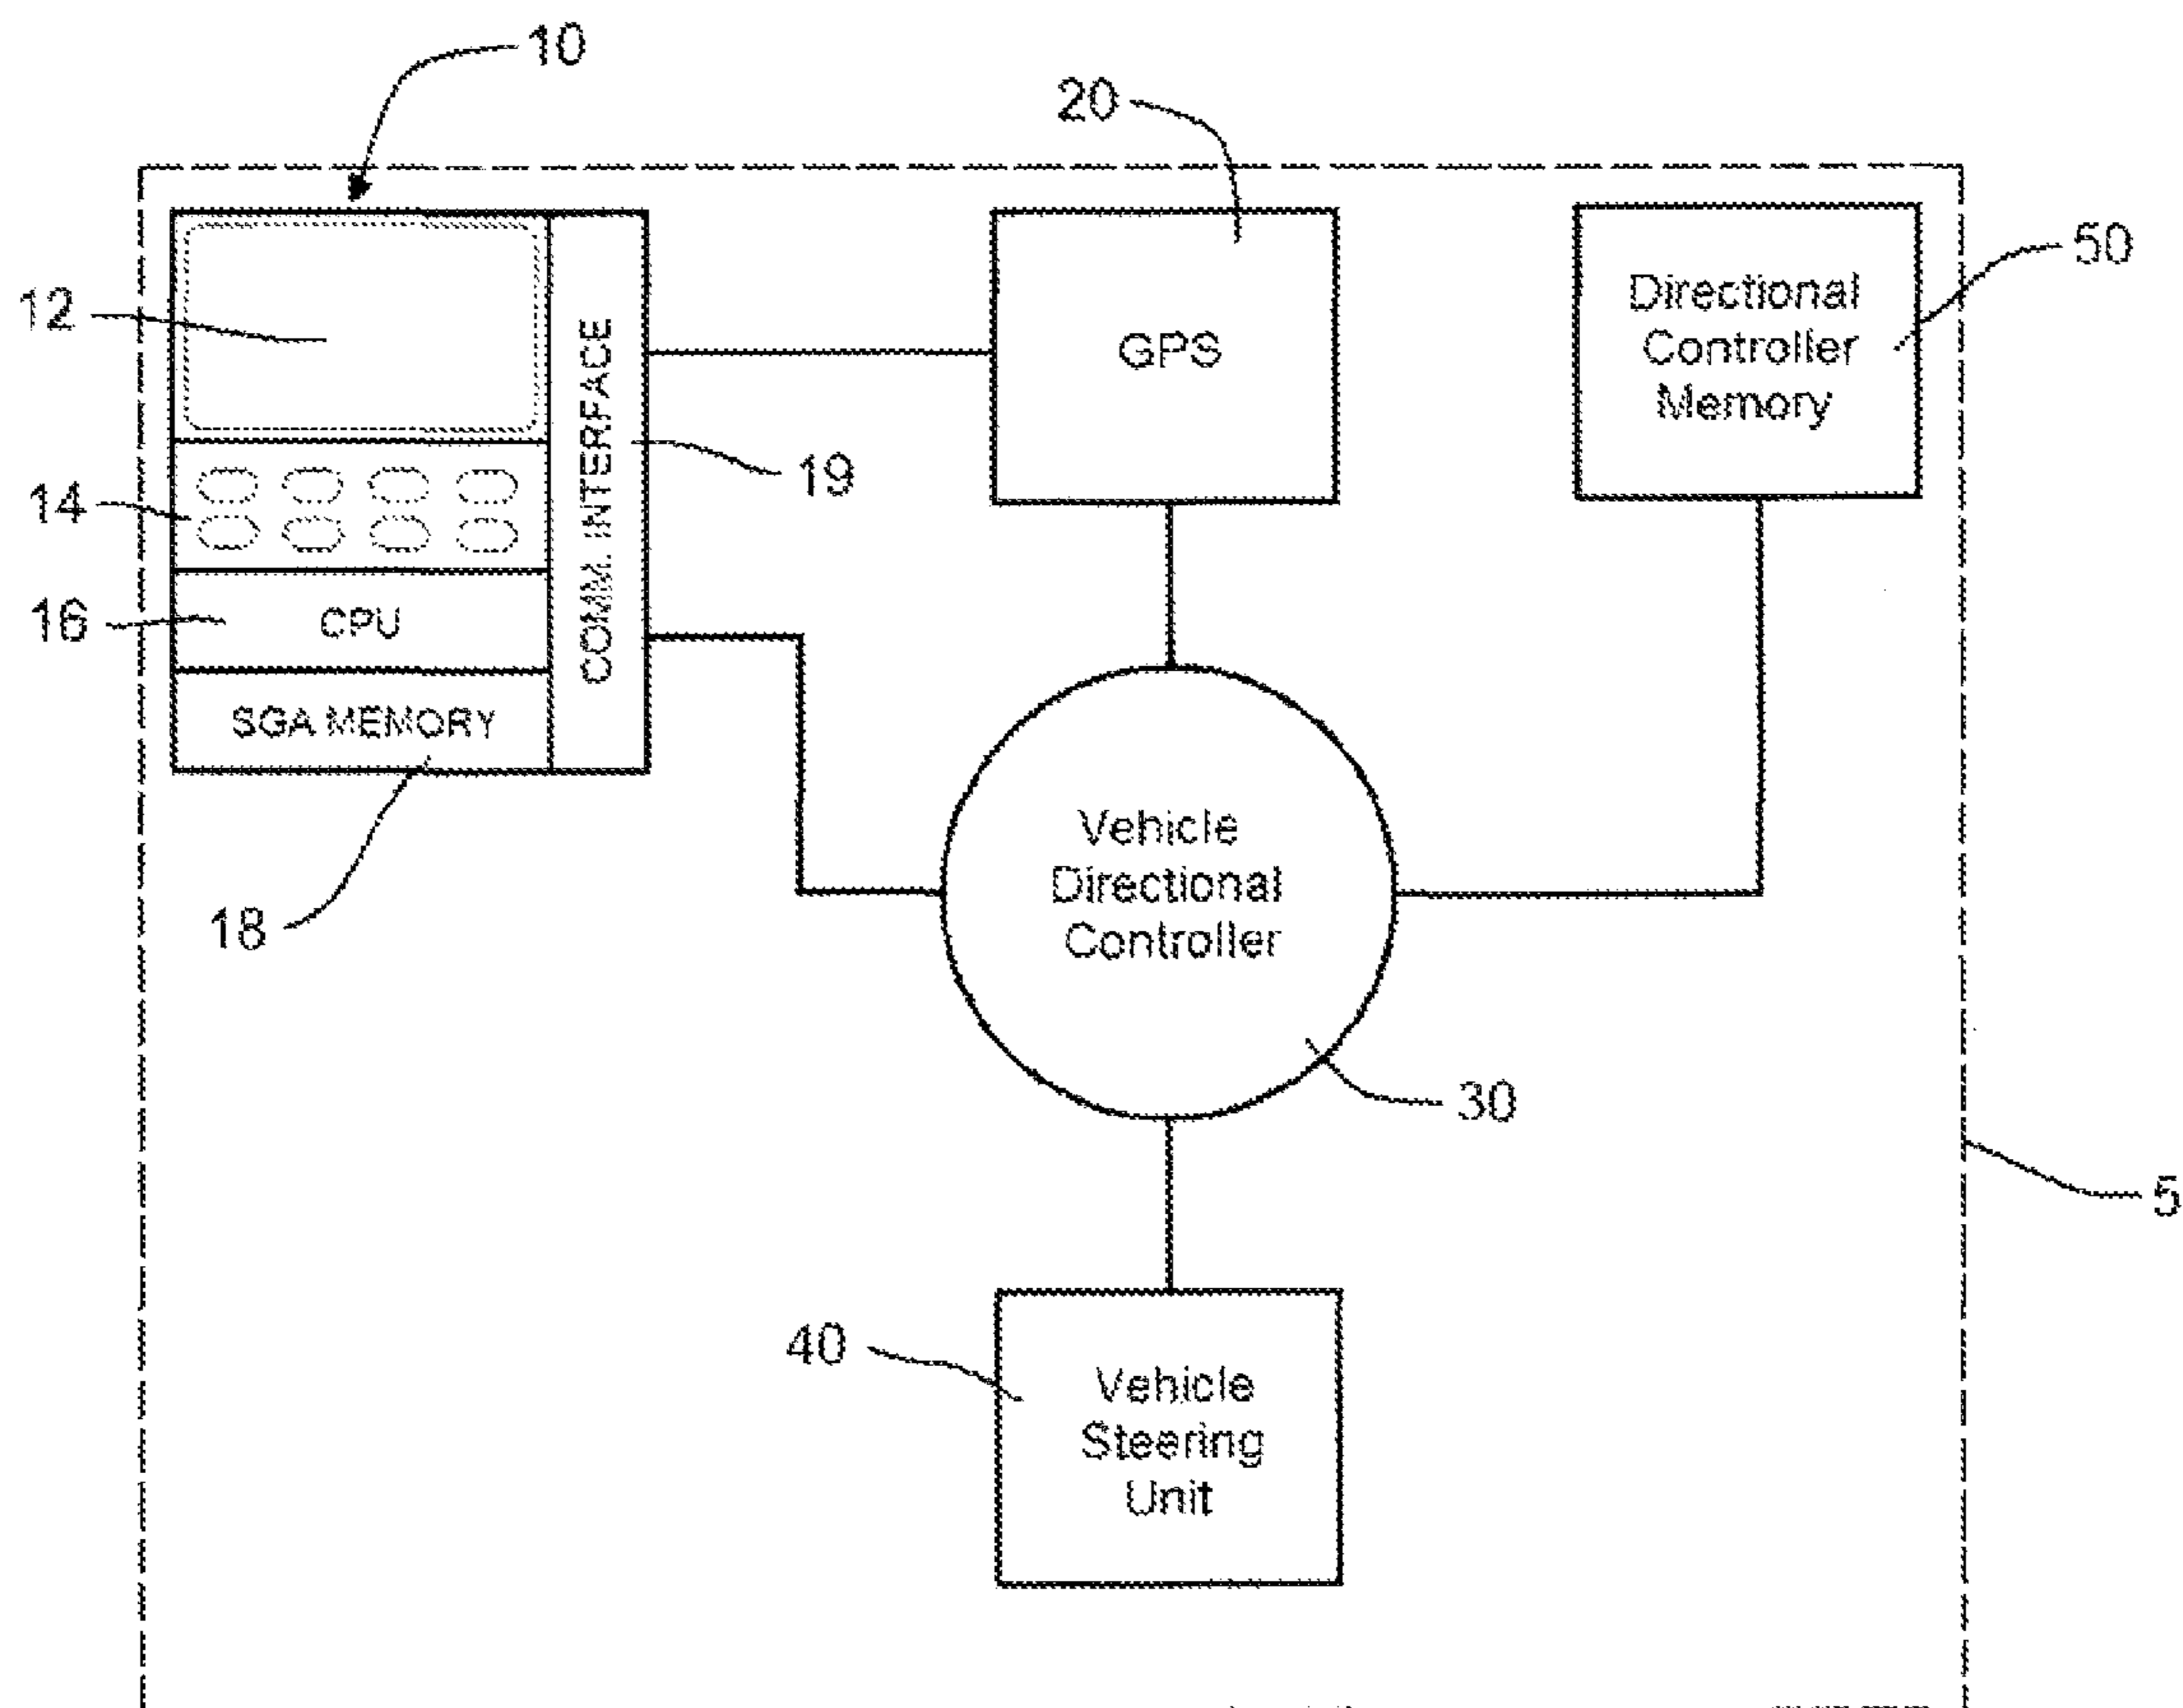 10
20
50
12
GPS
Directional
Controller
Memory
COMM. INTERFACE
19
14
16
CPU
SGA MEMORY
18
Vehicle
Directional
Controller
30
5
40
Vehicle
Steering
Unit